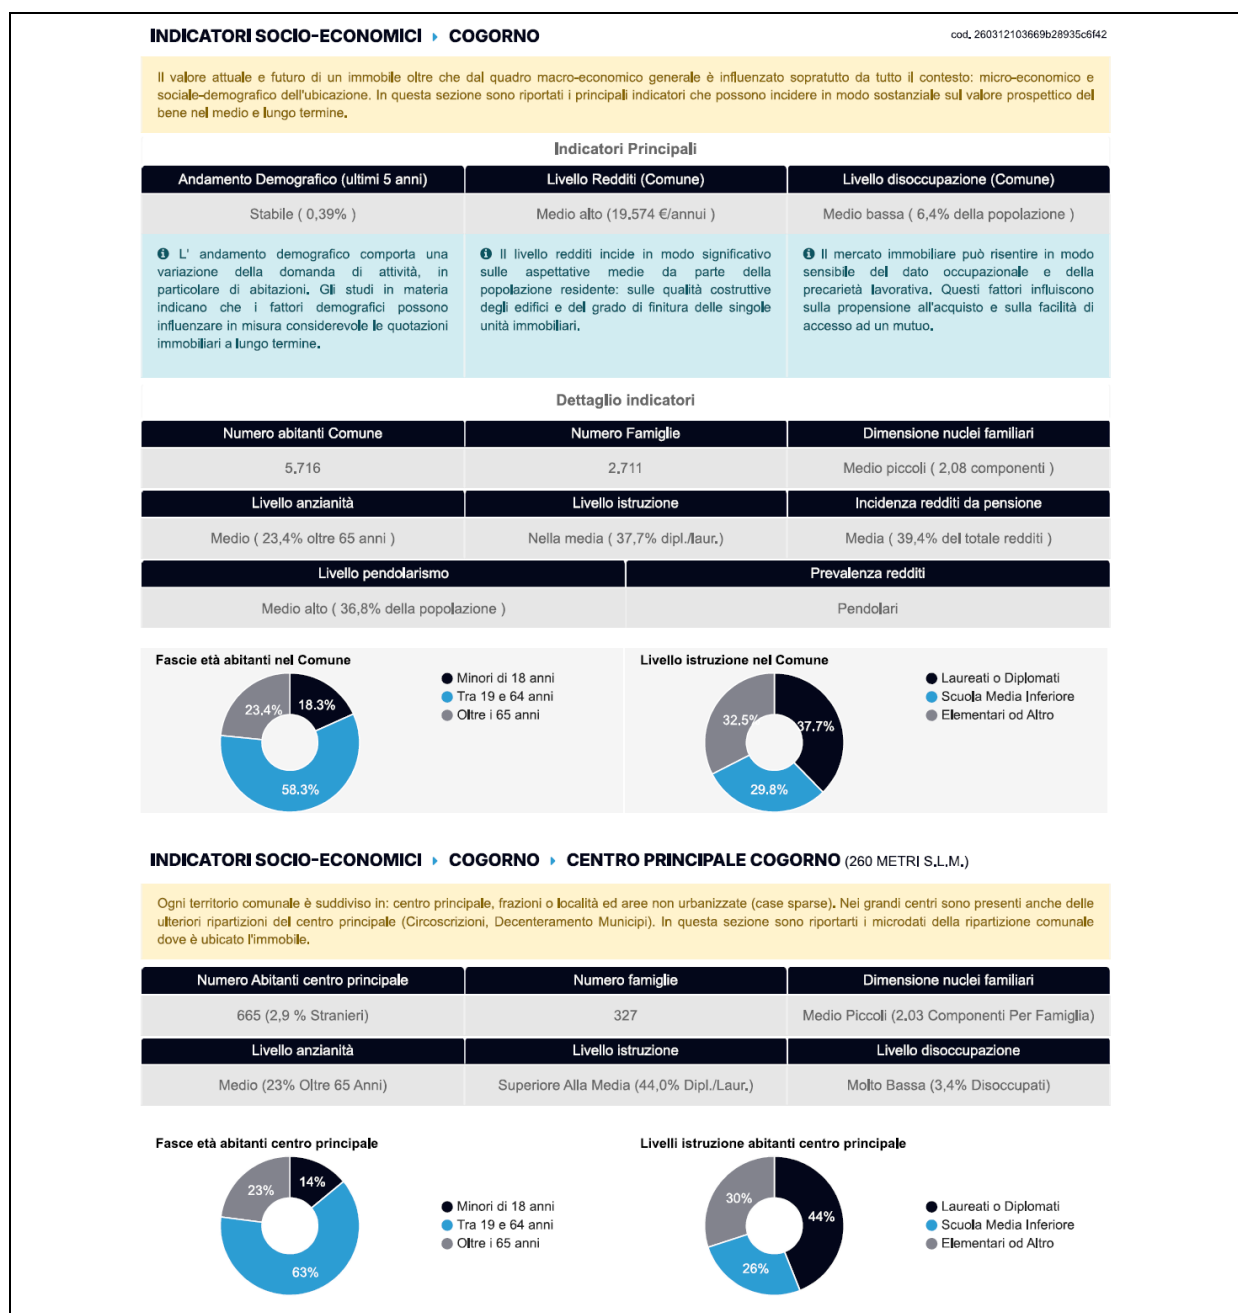 INDICATORI SOCIO-ECONOMICI ▸ COGORNO
cod. 260312103669b28935c6f42
Il valore attuale e futuro di un immobile oltre che dal quadro macro-economico generale è influenzato sopratutto da tutto il contesto: micro-economico e
sociale-demografico dell'ubicazione. In questa sezione sono riportati i principali indicatori che possono incidere in modo sostanziale sul valore prospettico del
bene nel medio e lungo termine.
Indicatori Principali
Andamento Demografico (ultimi 5 anni)
Livello Redditi (Comune)
Livello disoccupazione (Comune)
Stabile ( 0,39% )
Medio alto (19.574 €/annui )
Medio bassa ( 6,4% della popolazione )
L' andamento demografico comporta una
variazione della domanda di attività, in
particolare di abitazioni. Gli studi in materia
indicano che i fattori demografici possono
influenzare in misura considerevole le quotazioni
immobiliari a lungo termine.
Il livello redditi incide in modo significativo
sulle aspettative medie da parte della
popolazione residente: sulle qualità costruttive
degli edifici e del grado di finitura delle singole
unità immobiliari.
Il mercato immobiliare può risentire in modo
sensibile del dato occupazionale e della
precarietà lavorativa. Questi fattori influiscono
sulla propensione all'acquisto e sulla facilità di
accesso ad un mutuo.
Dettaglio indicatori
Numero abitanti Comune
Numero Famiglie
Dimensione nuclei familiari
5.716
2.711
Medio piccoli ( 2,08 componenti )
Livello anzianità
Livello istruzione
Incidenza redditi da pensione
Medio ( 23,4% oltre 65 anni )
Nella media ( 37,7% dipl./laur.)
Media ( 39,4% del totale redditi )
Livello pendolarismo
Prevalenza redditi
Medio alto ( 36,8% della popolazione )
Pendolari
Fascie età abitanti nel Comune
Minori di 18 anni
Tra 19 e 64 anni
Oltre i 65 anni
23.4%
18.3%
58.3%
Livello istruzione nel Comune
Laureati o Diplomati
Scuola Media Inferiore
Elementari od Altro
32.5%
37.7%
29.8%
INDICATORI SOCIO-ECONOMICI ▸ COGORNO ▸ CENTRO PRINCIPALE COGORNO (260 METRI S.L.M.)
Ogni territorio comunale è suddiviso in: centro principale, frazioni o località ed aree non urbanizzate (case sparse). Nei grandi centri sono presenti anche delle
ulteriori ripartizioni del centro principale (Circoscrizioni, Decenteramento Municipi). In questa sezione sono riportarti i microdati della ripartizione comunale
dove è ubicato l'immobile.
Numero Abitanti centro principale
Numero famiglie
Dimensione nuclei familiari
665 (2,9 % Stranieri)
327
Medio Piccoli (2.03 Componenti Per Famiglia)
Livello anzianità
Livello istruzione
Livello disoccupazione
Medio (23% Oltre 65 Anni)
Superiore Alla Media (44,0% Dipl./Laur.)
Molto Bassa (3,4% Disoccupati)
Fasce età abitanti centro principale
Minori di 18 anni
Tra 19 e 64 anni
Oltre i 65 anni
23%
14%
63%
Livelli istruzione abitanti centro principale
Laureati o Diplomati
Scuola Media Inferiore
Elementari od Altro
30%
44%
26%